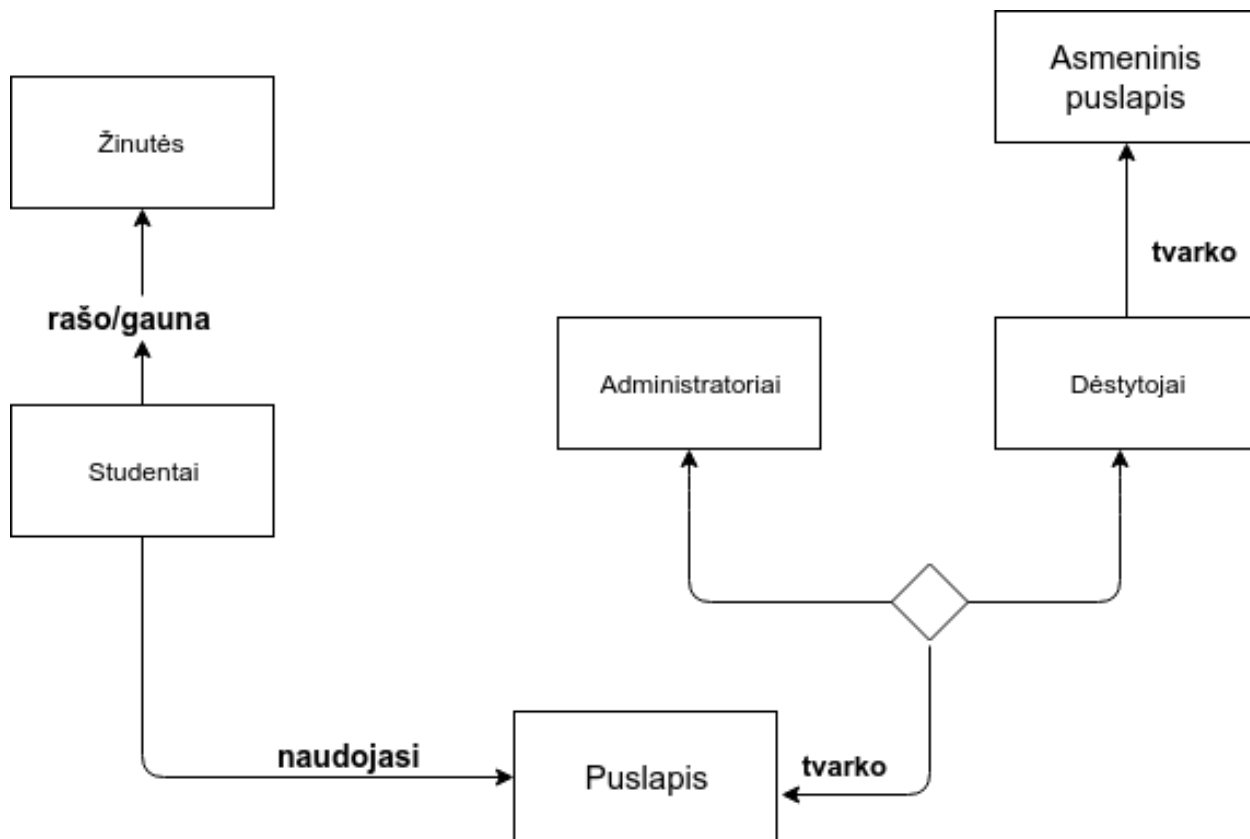 Asmeninis
puslapis
Žinutės
tvarko
rašo/gauna
Administratoriai
Dėstytojai
Studentai
naudojasi
Puslapis
tvarko